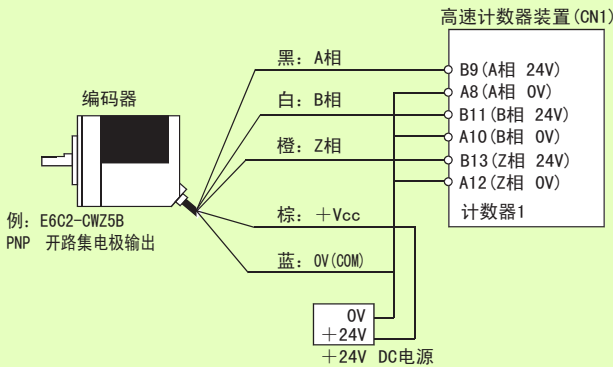 高速计数器装置(CN1)
黑：A相
B9(A相 24V)
编码器
A8(A相 0V)
白：B相
B11(B相 24V)
A10(B相 0V)
橙：Z相
B13(Z相 24V)
A12(Z相 0V)
例：E6C2-CWZ5B
棕：＋Vcc
计数器1
PNP 开路集电极输出
蓝：0V(COM)
0V
＋24V
＋24V DC电源